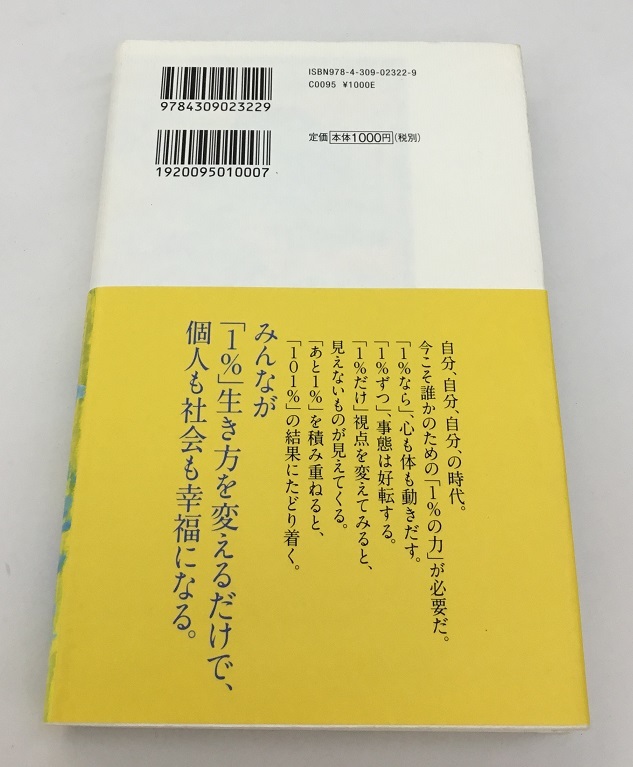 ISBN978-4-309-02322-9
C0095 ¥1000E
9784309023229
定価 本体1000円(税別)
1920095010007
自分、自分、自分、の時代。
今こそ誰かのための「1%の力」が必要だ。
「1%なら」、心も体も動きだす。
「1%ずつ」、事態は好転する。
「1%だけ」視点を変えてみると、
見えないものが見えてくる。
「あと1%」を積み重ねると、
「101%」の結果にたどり着く。
みんなが
「1%」生き方を変えるだけで、
個人も社会も幸福になる。